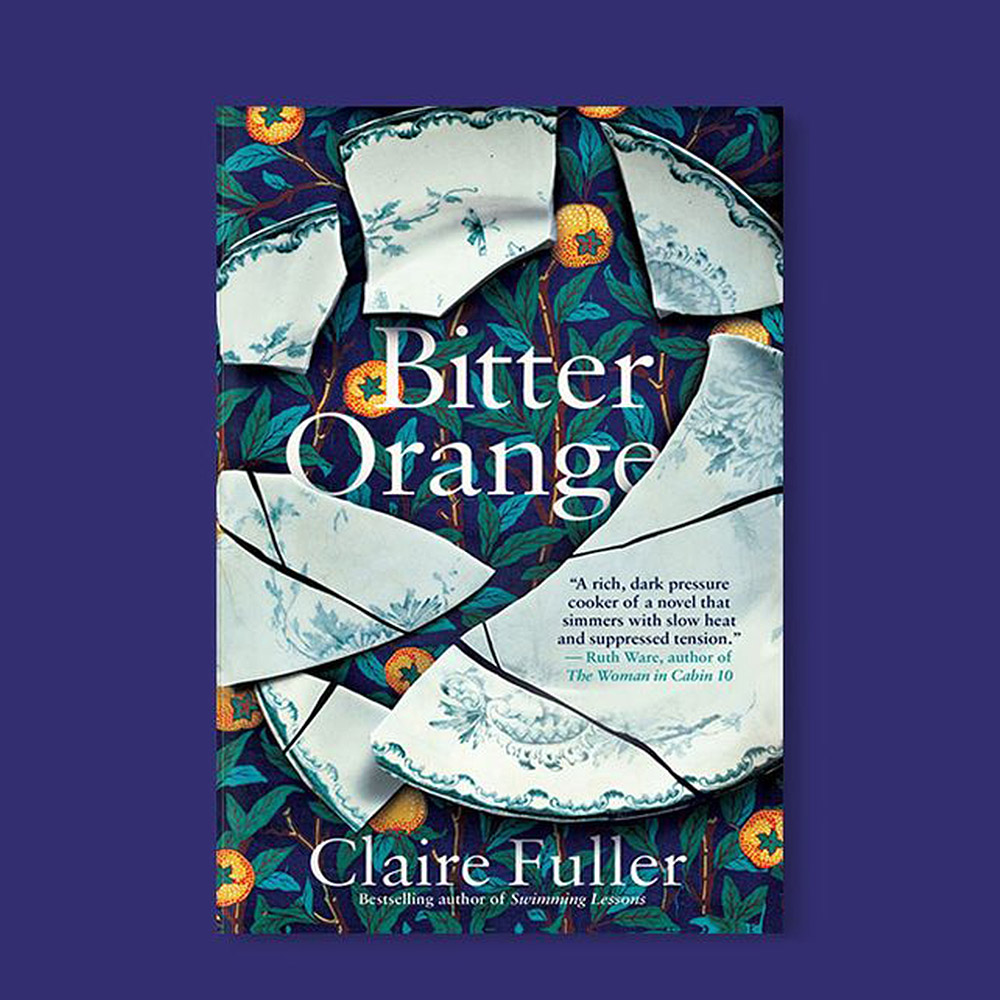 Bitter
Orange
“A rich, dark pressure
cooker of a novel that
simmers with slow heat
and suppressed tension.”
— Ruth Ware, author of
The Woman in Cabin 10
Claire Fuller
Bestselling author of Swimming Lessons